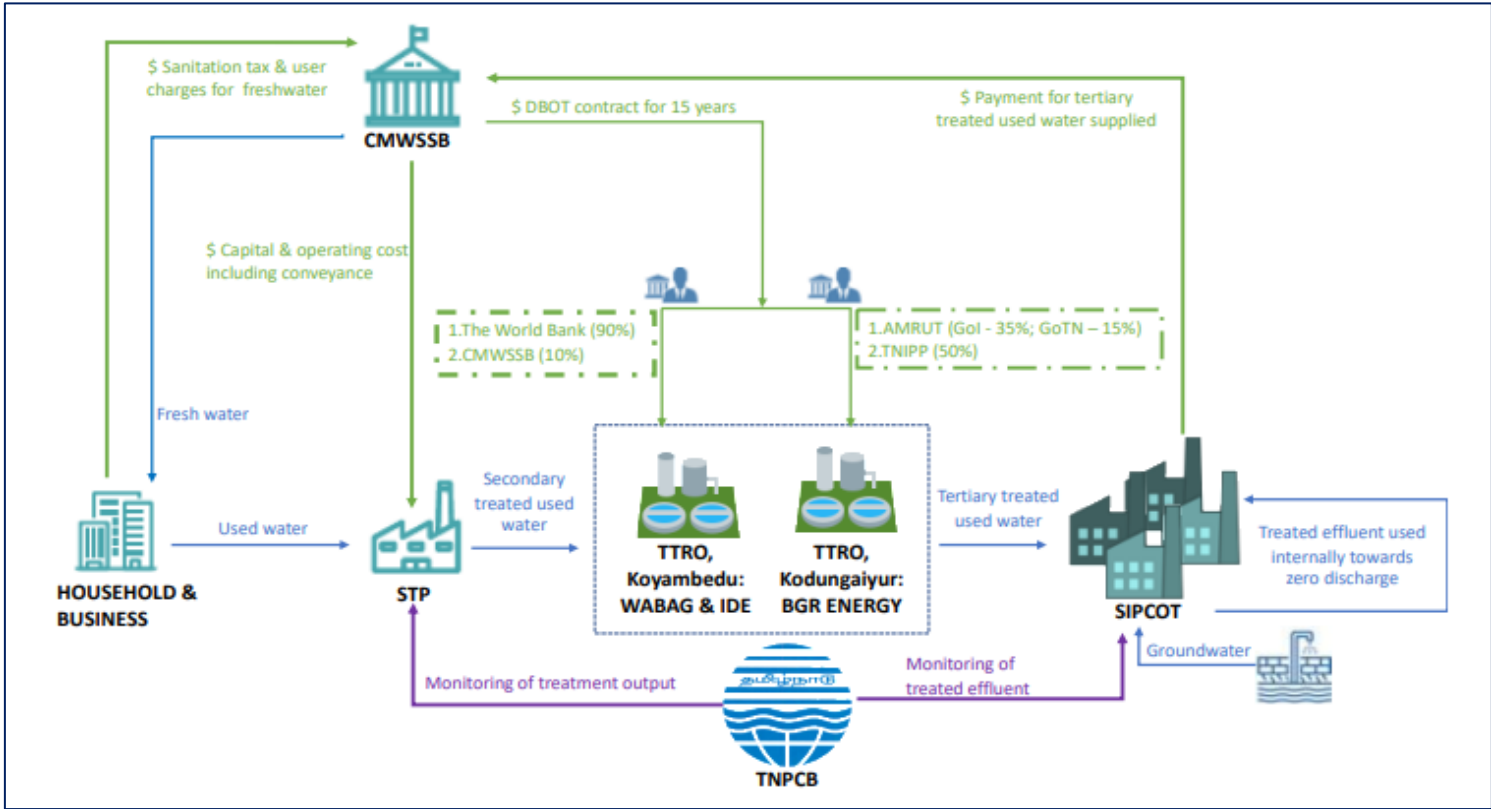 $ Sanitation tax & user
charges for freshwater
CMWSSB
$ DBOT contract for 15 years
$ Payment for tertiary
treated used water supplied
$ Capital & operating cost
including conveyance
1.The World Bank (90%)
2.CMWSSB (10%)
1.AMRUT (GoI - 35%; GoTN – 15%)
2.TNIPP (50%)
Fresh water
HOUSEHOLD &
BUSINESS
Used water
STP
Secondary
treated used
water
TTRO,
Koyambedu:
WABAG & IDE
TTRO,
Kodungaiyur:
BGR ENERGY
Tertiary treated
used water
SIPCOT
Treated effluent used
internally towards
zero discharge
Groundwater
Monitoring of treatment output
Monitoring of
treated effluent
தமிழ்நாடு
TNPCB